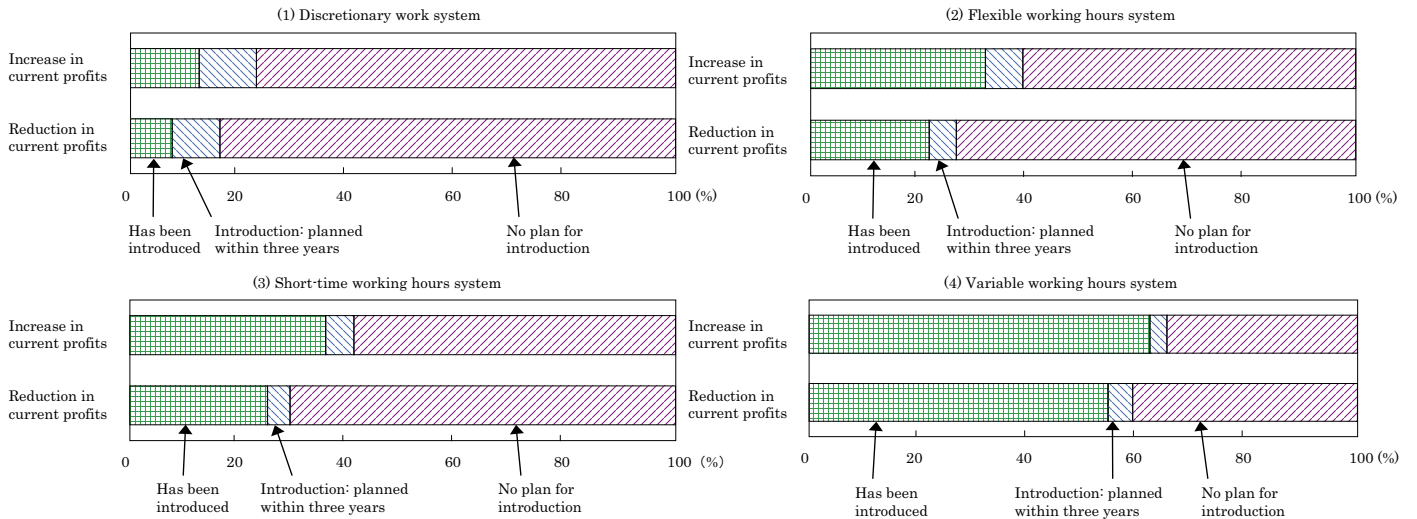 (1) Discretionary work system
Increase in
current profits
Reduction in
current profits
0 20 40 60 80 100 (%)
Has been
introduced
Introduction: planned
within three years
No plan for
introduction
(2) Flexible working hours system
Increase in
current profits
Reduction in
current profits
0 20 40 60 80 100 (%)
Has been
introduced
Introduction: planned
within three years
No plan for
introduction
(3) Short-time working hours system
Increase in
current profits
Reduction in
current profits
0 20 40 60 80 100 (%)
Has been
introduced
Introduction: planned
within three years
No plan for
introduction
(4) Variable working hours system
Increase in
current profits
Reduction in
current profits
0 20 40 60 80 100 (%)
Has been
introduced
Introduction: planned
within three years
No plan for
introduction